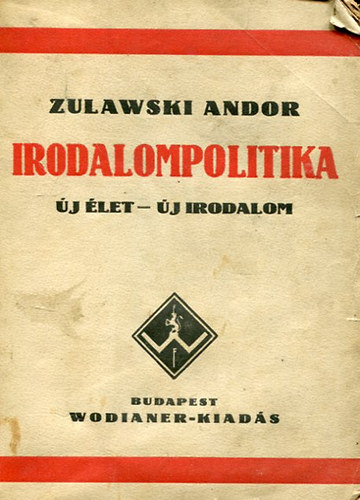 ZULAWSKI ANDOR
IRODALOMPOLITIKA
ÚJ ÉLET — ÚJ IRODALOM
BUDAPEST
WODIANER-KIADÁS